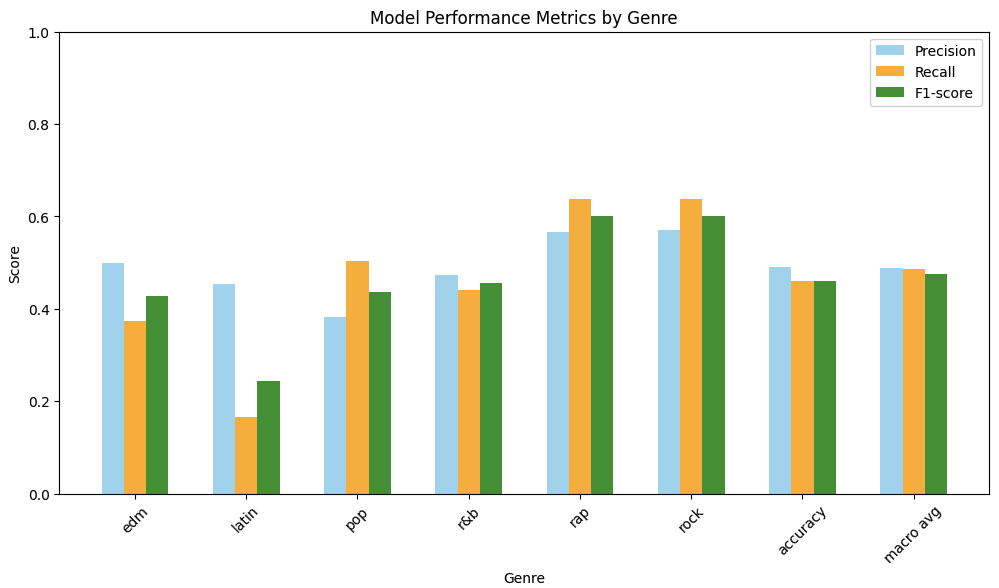 Model Performance Metrics by Genre
1.0
0.8
0.6
0.4
0.2
0.0
Score
Precision
Recall
F1-score
edm
latin
pop
r&b
rap
rock
accuracy
macro avg
Genre